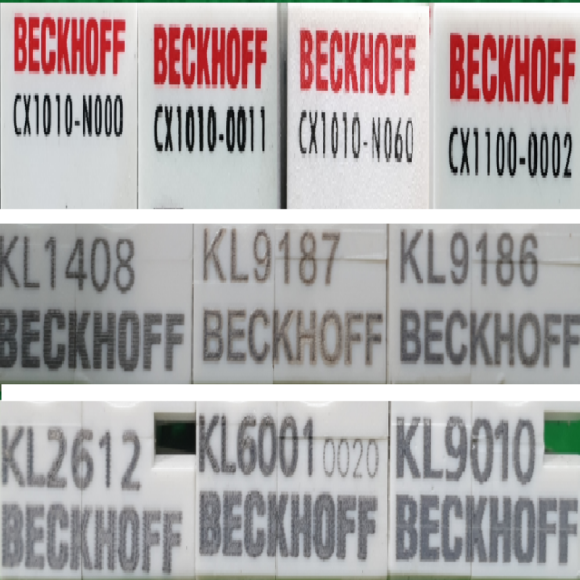 BECKHOFF
CX1010-N000
BECKHOFF
CX1010-0011
BECKHOFF
CX1010-N060
BECKHOFF
CX1100-0002
KL1408
BECKHOFF
KL9187
BECKHOFF
KL9186
BECKHOFF
KL2612
BECKHOFF
KL6001 0020
BECKHOFF
KL9010
BECKHOFF